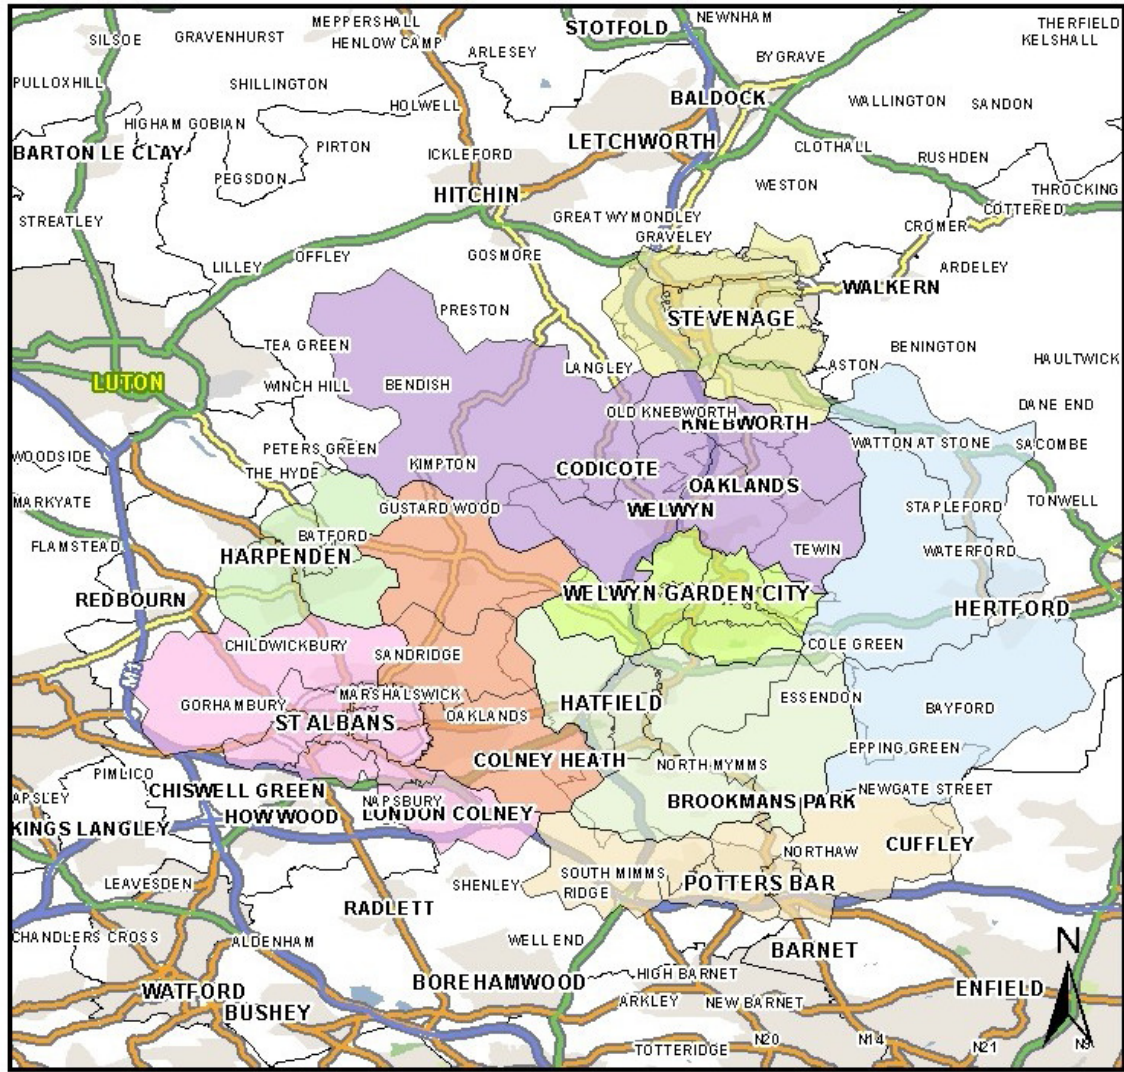 MEPPERSHALL
NEWNHAM
THERFIELD
STOTFOLD
SILSOE
GRAVENHURST
HENLOW CAMP
KELSHALL
ARLESEY
BYGRAVE
PULLOXHILL
SHILLINGTON
BALDOCK
WALLINGTON
SANDON
HOLWELL
HIGHAM GOBIAN
LETCHWORTH
PIRTON
CLOTHALL
BARTON LE CLAY
ICKLEFORD
RUSHDEN
PEGSDON
WESTON
THROCKING
HITCHIN
COTTERED
STREATLEY
GREAT WYMONDLEY
CROMER
GRAVELEY
OFFLEY
GOSMORE
LILLEY
ARDELEY
WALKERN
PRESTON
STEVENAGE
TEA GREEN
BENINGTON
HAULTWICK
LANGLEY
ASTON
LUTON
WINCH HILL
BENDISH
DANE END
OLD KNEBWORTH
KNEBWORTH
WATTON AT STONE
SACOMBE
PETERS GREEN
WOODSIDE
KIMPTON
CODICOTE
THE HYDE
OAKLANDS
MARKYATE
TONWELL
GUSTARD WOOD
STAPLEFORD
WELWYN
BATFORD
FLAMSTEAD
HARPENDEN
TEWIN
WATERFORD
WELWYN GARDEN CITY
REDBOURN
HERTFORD
CHILDWICKBURY
COLE GREEN
SANDRIDGE
M1
MARSHALSWICK
ESSENDON
GORHAMBURY
HATFIELD
BAYFORD
OAKLANDS
ST ALBANS
EPPING GREEN
COLNEY HEATH
NORTH MYMMS
PIMLICO
CHISWELL GREEN
NEWGATE STREET
APSLEY
NAPSBURY
BROOKMANS PARK
HOW WOOD
LONDON COLNEY
KINGS LANGLEY
CUFFLEY
NORTHAW
SOUTH MIMMS
LEAVESDEN
SHENLEY
POTTERS BAR
RIDGE
RADLETT
CHANDLERS CROSS
ALDENHAM
WELL END
BARNET
N
HIGH BARNET
BOREHAMWOOD
WATFORD
ENFIELD
ARKLEY
NEW BARNET
BUSHEY
N20
N14
N21
N9
TOTTERIDGE